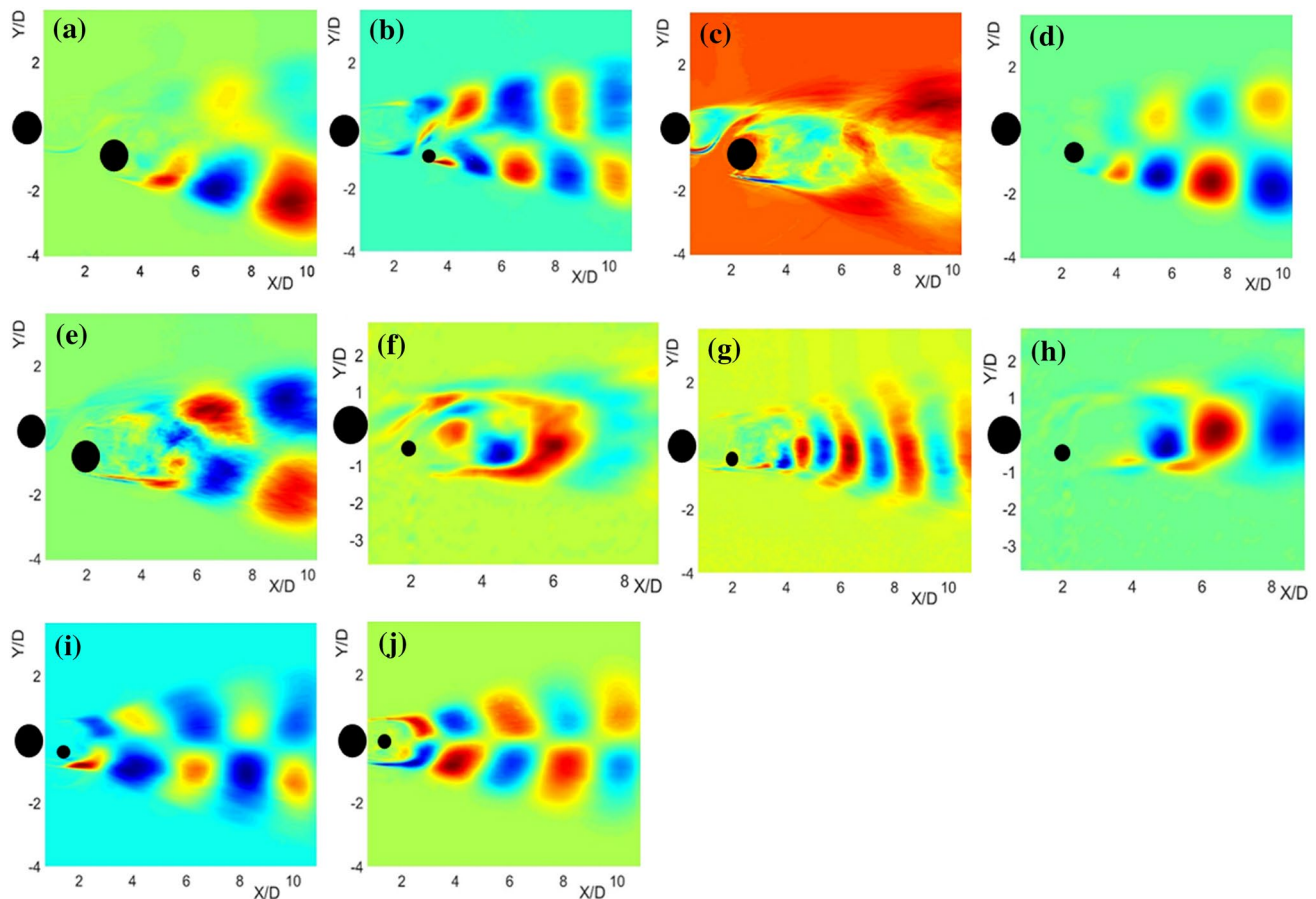 Y/D (a) 2 -2 -4 2 4 6 8 10 X/D
Y/D (b) 2 -2 -4 2 4 6 8 10 X/D
Y/D (c) 2 -2 -4 2 4 6 8 10 X/D
Y/D (d) 2 -2 -4 2 4 6 8 10 X/D
Y/D (e) 2 -2 -4 2 4 6 8 10 X/D
Y/D (f) 2 1 -1 -2 -3 2 4 6 8 X/D
Y/D (g) 2 -2 -4 2 4 6 8 10 X/D
Y/D (h) 2 1 -1 -2 -3 2 4 6 8 X/D
Y/D (i) 2 -2 -4 2 4 6 8 10 X/D
Y/D (j) 2 -2 -4 2 4 6 8 10 X/D